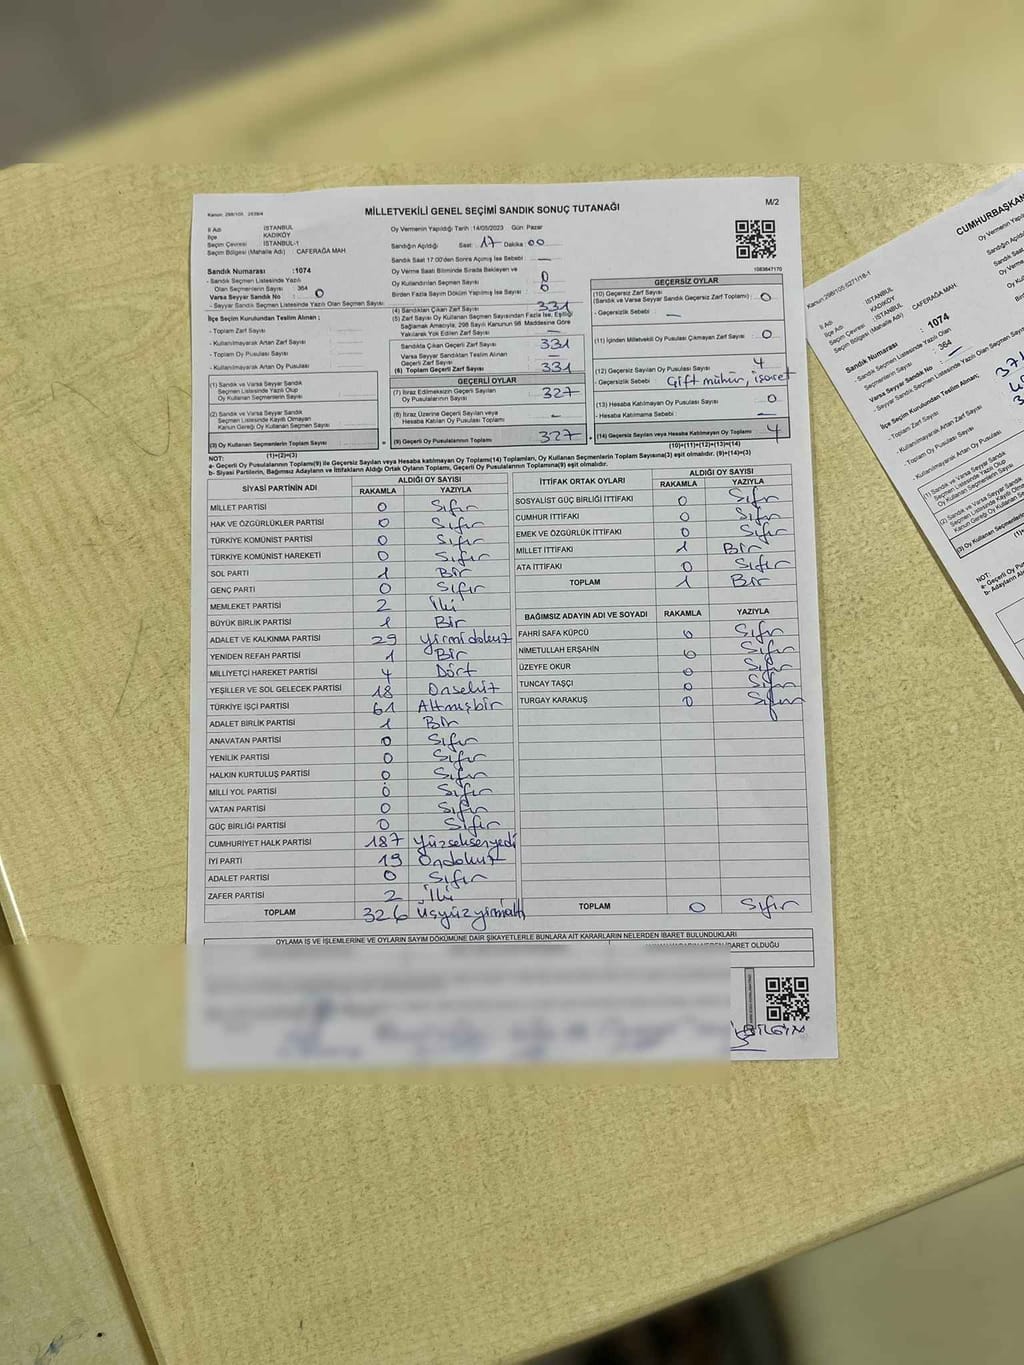 M/2
Kanun: 298/105
MİLLETVEKİLİ GENEL SEÇİMİ SANDIK SONUÇ TUTANAĞI
İl Adı İSTANBUL
İlçe KADIKÖY
Seçim Çevresi İSTANBUL-1
Seçim Bölgesi (Mahalle Adı) : CAFERAĞA MAH
Sandık Numarası :1074
- Sandık Seçmen Listesinde Yazılı
Olan Seçmenlerin Sayısı 364
Varsa Seyyar Sandık No : 0
- Seyyar Sandık Seçmen Listesinde Yazılı Olan Seçmen Sayısı
İlçe Seçim Kurulundan Teslim Alınan ;
- Toplam Zarf Sayısı
- Kullanılmayarak Artan Zarf Sayısı
- Toplam Oy Pusulası Sayısı
- Kullanılmayarak Artan Oy Pusulası
(1) Sandık ve Varsa Seyyar Sandık
Seçmen Listesinde Yazılı Olup
Oy Kullanan Seçmenlerin Sayısı
(2) Sandık ve Varsa Seyyar Sandık
Seçmen Listesinde Kayıtlı Olmayan
Kanun Gereği Oy Kullanan Seçmen Sayısı
(3) Oy Kullanan Seçmenlerin Toplam Sayısı
(1)+(2)=(3)
Oy Vermenin Yapıldığı Tarih :14/05/2023 Gün: Pazar
Sandığın Açıldığı Saat: 17 Dakika: 00
Sandık Saat 17:00'den Sonra Açılmış İse Sebebi : —
Oy Verme Saati Bitiminde Sırada Bekleyen ve
Oy Kullandırılan Seçmen Sayısı : 0
Birden Fazla Sayım Döküm Yapılmış İse Sayısı : 0
(4) Sandıktan Çıkan Zarf Sayısı 331
(5) Zarf Sayısı Oy Kullanan Seçmen Sayısından Fazla İse, Eşitliği
Sağlamak Amacıyla, 298 Sayılı Kanunun 98. Maddesine Göre
Yakılarak Yok Edilen Zarf Sayısı —
Sandıkta Çıkan Geçerli Zarf Sayısı 331
Varsa Seyyar Sandıktan Teslim Alınan
Geçerli Zarf Sayısı —
(6) Toplam Geçerli Zarf Sayısı 331
GEÇERLİ OYLAR
(7) İtiraz Edilmeksizin Geçerli Sayılan
Oy Pusulalarının Sayısı 327
(8) İtiraz Üzerine Geçerli Sayılan veya
Hesaba Katılan Oy Pusulası Toplamı —
(9) Geçerli Oy Pusulalarının Toplamı 327
1083847170
GEÇERSİZ OYLAR
(10) Geçersiz Zarf Sayısı
(Sandık ve Varsa Seyyar Sandık Geçersiz Zarf Toplamı) : 0
- Geçersizlik Sebebi : —
(11) İçinden Milletvekili Oy Pusulası Çıkmayan Zarf Sayısı : 0
(12) Geçersiz Sayılan Oy Pusulası Sayısı : 4
- Geçersizlik Sebebi : Çift mühür, işaret
(13) Hesaba Katılmayan Oy Pusulası Sayısı : 0
- Hesaba Katılmama Sebebi : —
(14) Geçersiz Sayılan veya Hesaba Katılmayan Oy Toplamı : 4
(10)+(11)+(12)+(13)=(14)
NOT:
a- Geçerli Oy Pusulalarının Toplamı(9) ile Geçersiz Sayılan veya Hesaba Katılmayan Oy Toplamı(14) Toplamları, Oy Kullanan Seçmenlerin Toplam Sayısına(3) eşit olmalıdır. (9)+(14)=(3)
b- Siyasi Partilerin, Bağımsız Adayların ve İttifakların Aldığı Ortak Oyların Toplamı, Geçerli Oy Pusulalarının Toplamına(9) eşit olmalıdır.
SİYASİ PARTİNİN ADI ALDIĞI OY SAYISI
RAKAMLA YAZIYLA
MİLLET PARTİSİ 0 Sıfır
HAK VE ÖZGÜRLÜKLER PARTİSİ 0 Sıfır
TÜRKİYE KOMÜNİST PARTİSİ 0 Sıfır
TÜRKİYE KOMÜNİST HAREKETİ 0 Sıfır
SOL PARTİ 1 Bir
GENÇ PARTİ 0 Sıfır
MEMLEKET PARTİSİ 2 İki
BÜYÜK BİRLİK PARTİSİ 1 Bir
ADALET VE KALKINMA PARTİSİ 29 Yirmidokuz
YENİDEN REFAH PARTİSİ 1 Bir
MİLLİYETÇİ HAREKET PARTİSİ 4 Dört
YEŞİLLER VE SOL GELECEK PARTİSİ 18 Onsekiz
TÜRKİYE İŞÇİ PARTİSİ 61 Altmışbir
ADALET BİRLİK PARTİSİ 1 Bir
ANAVATAN PARTİSİ 0 Sıfır
YENİLİK PARTİSİ 0 Sıfır
HALKIN KURTULUŞ PARTİSİ 0 Sıfır
MİLLİ YOL PARTİSİ 0 Sıfır
VATAN PARTİSİ 0 Sıfır
GÜÇ BİRLİĞİ PARTİSİ 0 Sıfır
CUMHURİYET HALK PARTİSİ 187 Yüzseksenyedi
İYİ PARTİ 19 Ondokuz
ADALET PARTİSİ 0 Sıfır
ZAFER PARTİSİ 2 İki
TOPLAM 326 Üçyüzyirmialtı
İTTİFAK ORTAK OYLARI ALDIĞI OY SAYISI
RAKAMLA YAZIYLA
SOSYALİST GÜÇ BİRLİĞİ İTTİFAKI 0 Sıfır
CUMHUR İTTİFAKI 0 Sıfır
EMEK VE ÖZGÜRLÜK İTTİFAKI 0 Sıfır
MİLLET İTTİFAKI 1 Bir
ATA İTTİFAKI 0 Sıfır
TOPLAM 1 Bir
BAĞIMSIZ ADAYIN ADI VE SOYADI RAKAMLA YAZIYLA
FAHRİ SAFA KÜPCÜ 0 Sıfır
NİMETULLAH ERŞAHİN 0 Sıfır
ÜZEYFE OKUR 0 Sıfır
TUNCAY TAŞÇI 0 Sıfır
TURGAY KARAKUŞ 0 Sıfır
TOPLAM 0 Sıfır
OYLAMA İŞ VE İŞLEMLERİNE VE OYLARIN SAYIM DÖKÜMÜNE DAİR ŞİKAYETLERLE BUNLARA AİT KARARLARIN NELERDEN İBARET BULUNDUKLARI
İBARET OLDUĞU
BİLGİN
CUMHURBAŞKAN
Kanun:298/105 6271/18-1
İl Adı İSTANBUL
İlçe KADIKÖY
Seçim Çevresi İSTANBUL-1
Seçim Bölgesi (Mahalle Adı) : CAFERAĞA MAH
Sandık Numarası : 1074
- Sandık Seçmen Listesinde Yazılı Olan
Seçmenlerin Sayısı : 364
Varsa Seyyar Sandık No
- Seyyar Sandık Seçmen Listesinde Yazılı Olan Seçmen
İlçe Seçim Kurulundan Teslim Alınan;
- Toplam Zarf Sayısı
- Kullanılmayarak Artan Zarf Sayısı
- Toplam Oy Pusulası Sayısı
- Kullanılmayarak Artan Oy Pusulası
(1) Sandık ve Varsa Seyyar
Seçmen Listesinde Yazılı Olup
Oy Kullanan Seçmenlerin
(2) Sandık ve Varsa Seyyar
Seçmen Listesinde Kayıtlı
Kanun Gereği Oy Kullanan
(3) Oy Kullanan Seçmenlerin
Oy Vermenin Yapıldığı
Sandığın Açıldığı
NOT:
a- Geçerli Oy
b- Adayların